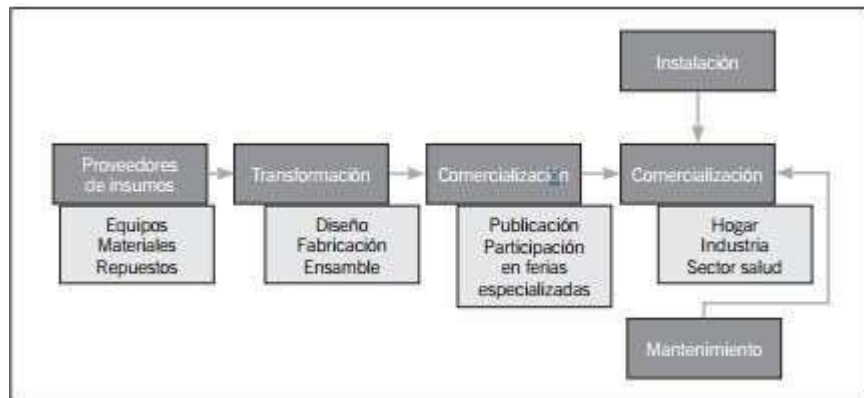 Instalación
Proveedores
de insumos
Transformación
Comercialización
Comercialización
Equipos
Materiales
Repuestos
Diseño
Fabricación
Ensamble
Publicación
Participación
en ferias
especializadas
Hogar
Industria
Sector salud
Mantenimiento